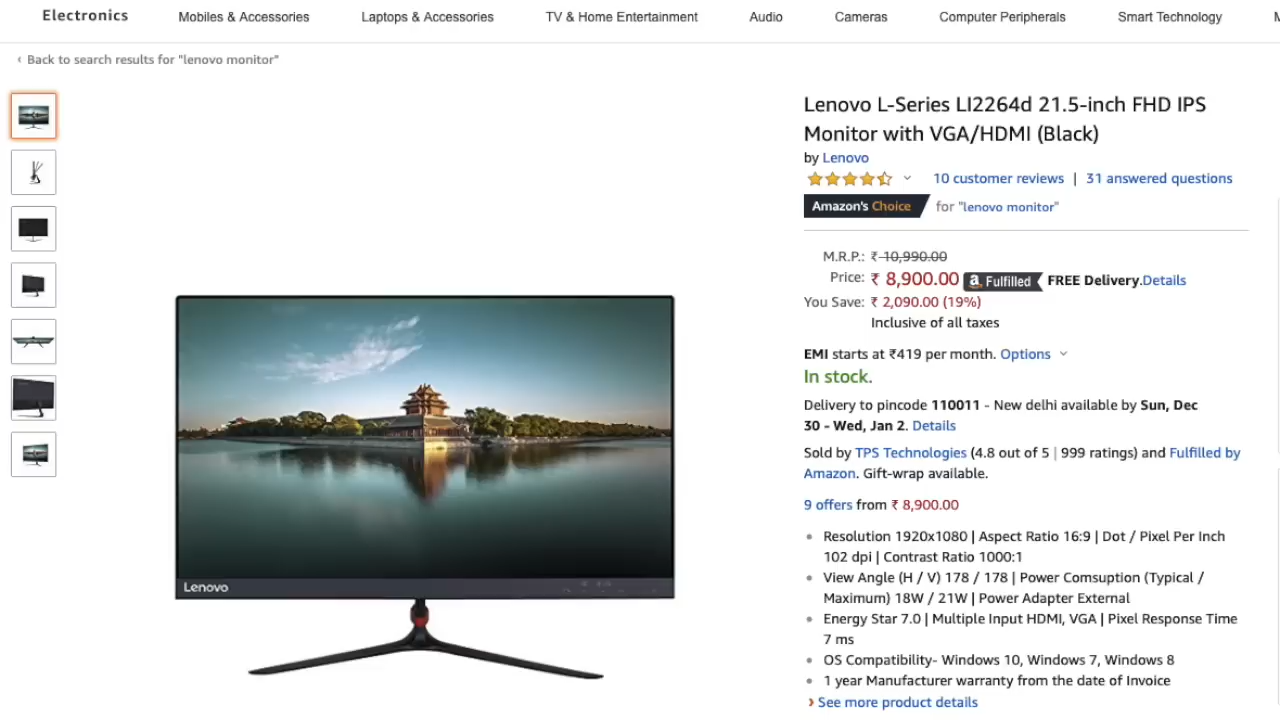 Electronics
Mobiles & Accessories
Laptops & Accessories
TV & Home Entertainment
Audio
Cameras
Computer Peripherals
Smart Technology
‹ Back to search results for "lenovo monitor"
Lenovo L-Series LI2264d 21.5-inch FHD IPS
Monitor with VGA/HDMI (Black)
by Lenovo
10 customer reviews | 31 answered questions
Amazon's Choice for "lenovo monitor"
M.R.P.: ₹ 10,990.00
Price: ₹ 8,900.00 a Fulfilled FREE Delivery.Details
You Save: ₹ 2,090.00 (19%)
Inclusive of all taxes
EMI starts at ₹419 per month. Options
In stock.
Delivery to pincode 110011 - New delhi available by Sun, Dec
30 - Wed, Jan 2. Details
Sold by TPS Technologies (4.8 out of 5 | 999 ratings) and Fulfilled by
Amazon. Gift-wrap available.
9 offers from ₹ 8,900.00
Resolution 1920x1080 | Aspect Ratio 16:9 | Dot / Pixel Per Inch
102 dpi | Contrast Ratio 1000:1
View Angle (H / V) 178 / 178 | Power Comsuption (Typical /
Maximum) 18W / 21W | Power Adapter External
Energy Star 7.0 | Multiple Input HDMI, VGA | Pixel Response Time
7 ms
OS Compatibility- Windows 10, Windows 7, Windows 8
1 year Manufacturer warranty from the date of Invoice
› See more product details
Lenovo